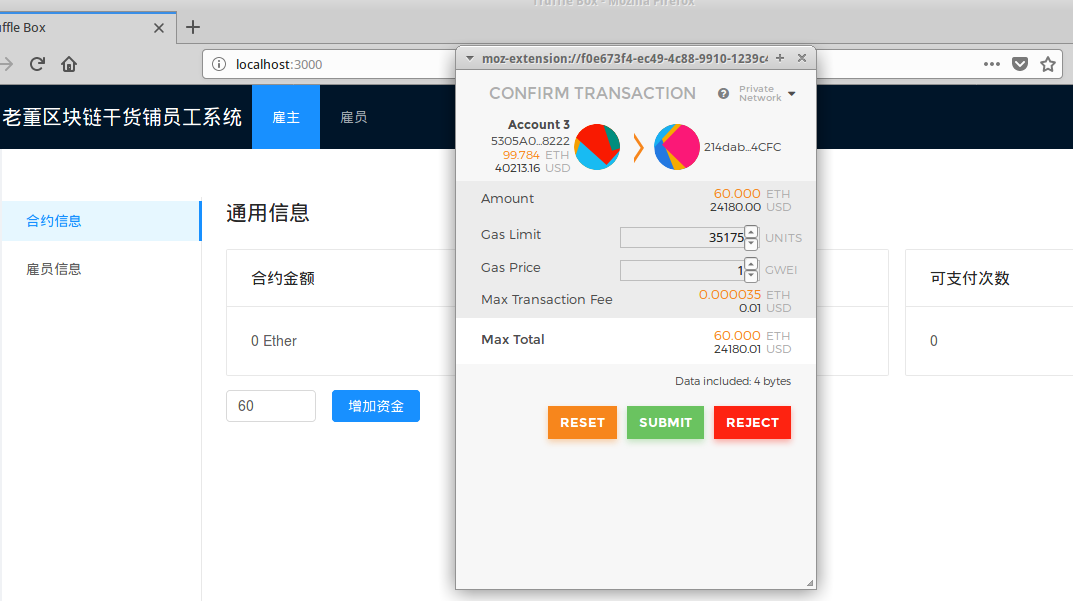 Truffle Box - Mozilla Firefox
uffle Box
localhost:3000
moz-extension://f0e673f4-ec49-4c88-9910-1239c4
老董区块链干货铺员工系统
雇主
雇员
CONFIRM TRANSACTION
Private
Network
Account 3
5305A0...8222
99.784 ETH
40213.16 USD
214dab...4CFC
Amount
60.000 ETH
24180.00 USD
Gas Limit
35175
UNITS
Gas Price
1
GWEI
Max Transaction Fee
0.000035 ETH
0.01 USD
Max Total
60.000 ETH
24180.01 USD
Data included: 4 bytes
RESET
SUBMIT
REJECT
合约信息
雇员信息
通用信息
合约金额
0 Ether
可支付次数
0
60
增加资金